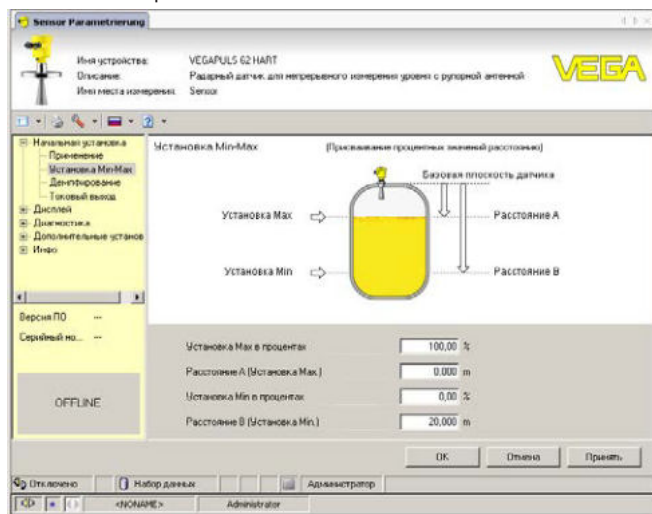 Sensor Parametrierung
Имя устройства: VEGAPULS 62 HART
Описание: Радарный датчик для непрерывного измерения уровня с рупорной антенной
Имя места измерения: Sensor
VEGA
Начальная установка
Применение
Установка Min-Max
Демпфирование
Токовый выход
Дисплей
Диагностика
Дополнительные установ
Инфо
Версия ПО ---
Серийный но... ---
OFFLINE
Установка Min-Max (Присваивание процентных значений расстоянию)
Базовая плоскость датчика
Установка Max Расстояние A
Установка Min Расстояние B
Установка Max в процентах 100,00 %
Расстояние A (Установка Max.) 0.000 m
Установка Min в процентах 0,00 %
Расстояние B (Установка Min.) 20,000 m
OK Отмена Принять
Отключено Набор данных Администратор
<NONAME> Administrator